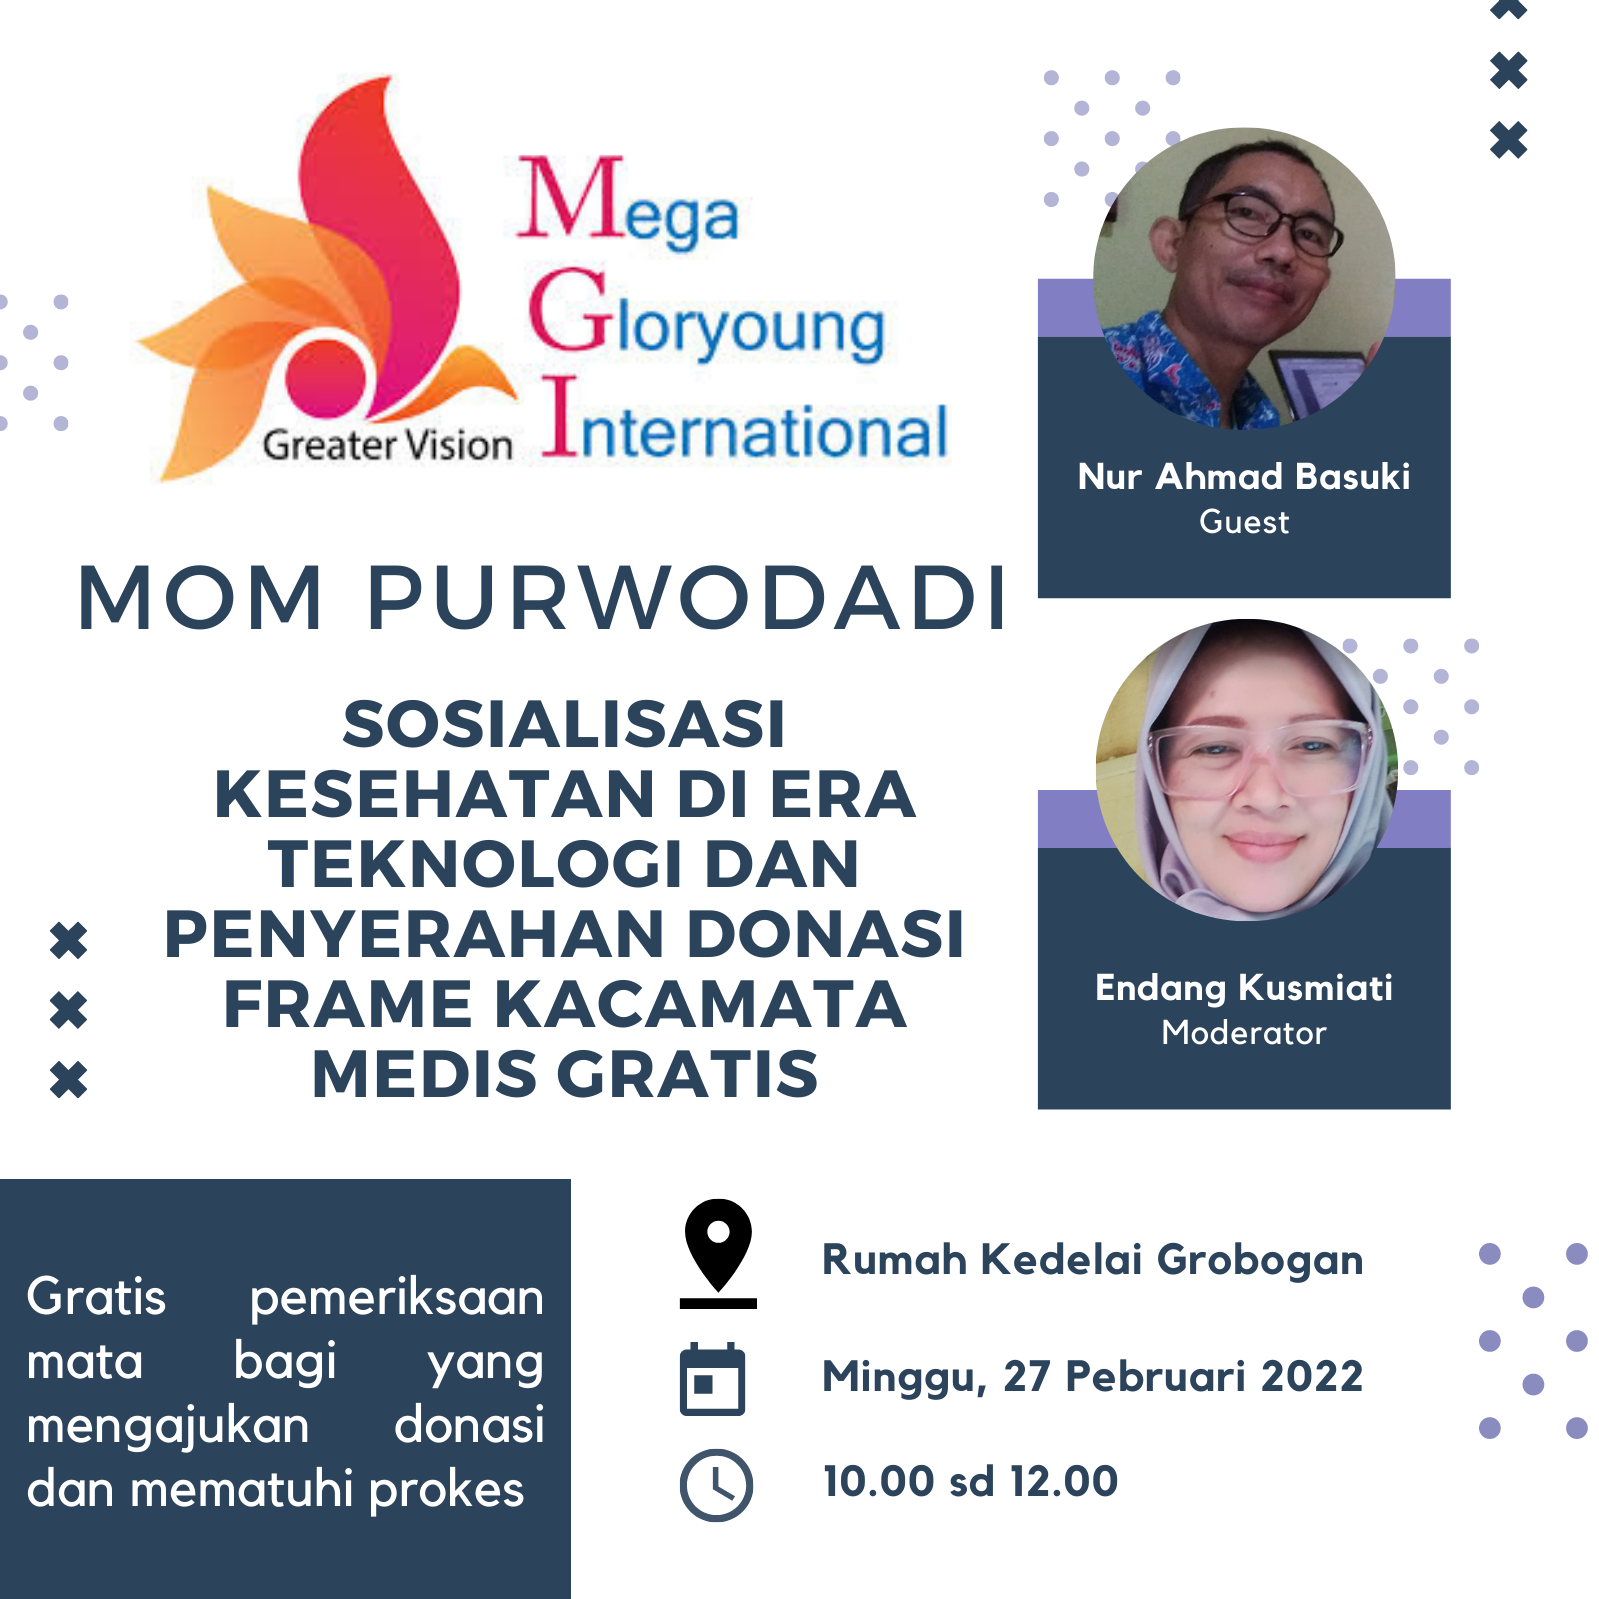 Mega
Gloryoung
International
Greater Vision
MOM PURWODADI
SOSIALISASI
KESEHATAN DI ERA
TEKNOLOGI DAN
PENYERAHAN DONASI
FRAME KACAMATA
MEDIS GRATIS
Nur Ahmad Basuki
Guest
Endang Kusmiati
Moderator
Gratis pemeriksaan
mata bagi yang
mengajukan donasi
dan mematuhi prokes
Rumah Kedelai Grobogan
Minggu, 27 Pebruari 2022
10.00 sd 12.00